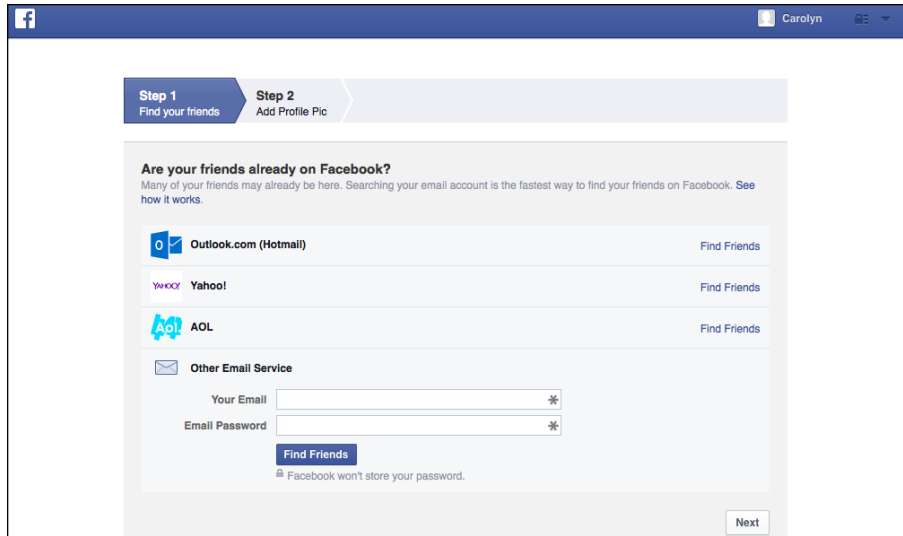 f
Carolyn
Step 1
Find your friends
Step 2
Add Profile Pic
Are your friends already on Facebook?
Many of your friends may already be here. Searching your email account is the fastest way to find your friends on Facebook. See
how it works.
Outlook.com (Hotmail)
Find Friends
YAHOO!
Yahoo!
Find Friends
Aol.
AOL
Find Friends
Other Email Service
Your Email
Email Password
Find Friends
Facebook won't store your password.
Next